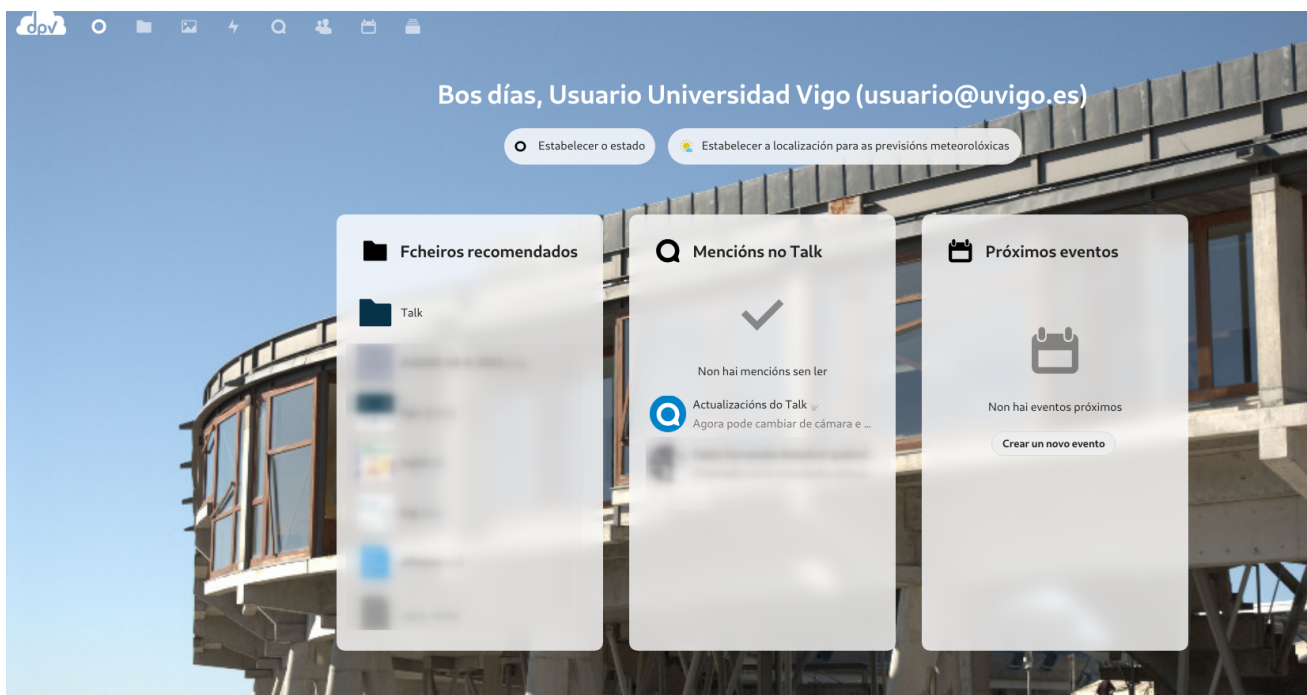 dpv
Bos días, Usuario Universidad Vigo (usuario@uvigo.es)
Estabelecer o estado
Estabelecer a localización para as previsións meteorolóxicas
Fcheiros recomendados
Talk
Mencións no Talk
Non hai mencións sen ler
Actualizacións do Talk
Agora pode cambiar de cámara e ...
Próximos eventos
Non hai eventos próximos
Crear un novo evento